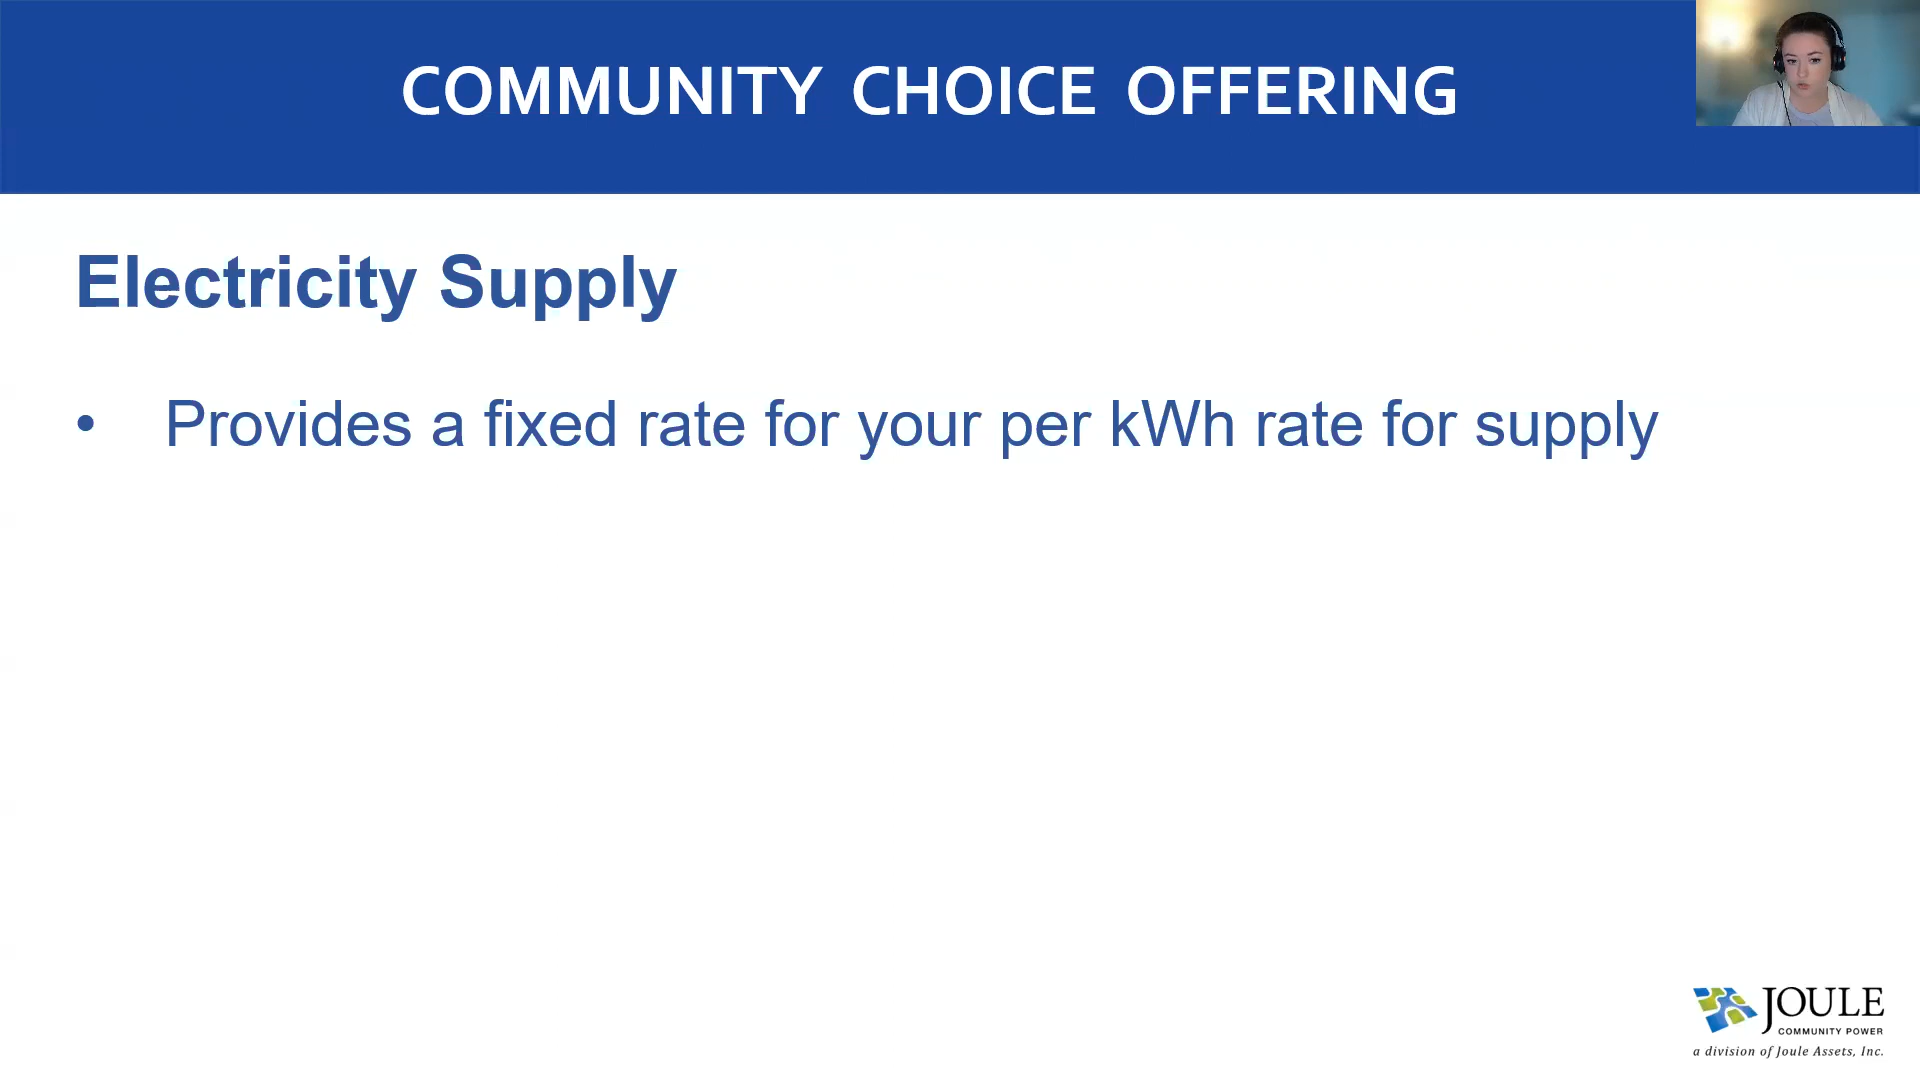 COMMUNITY CHOICE OFFERING
Electricity Supply
• Provides a fixed rate for your per kWh rate for supply
JOULE
COMMUNITY POWER
a division of Joule Assets, Inc.